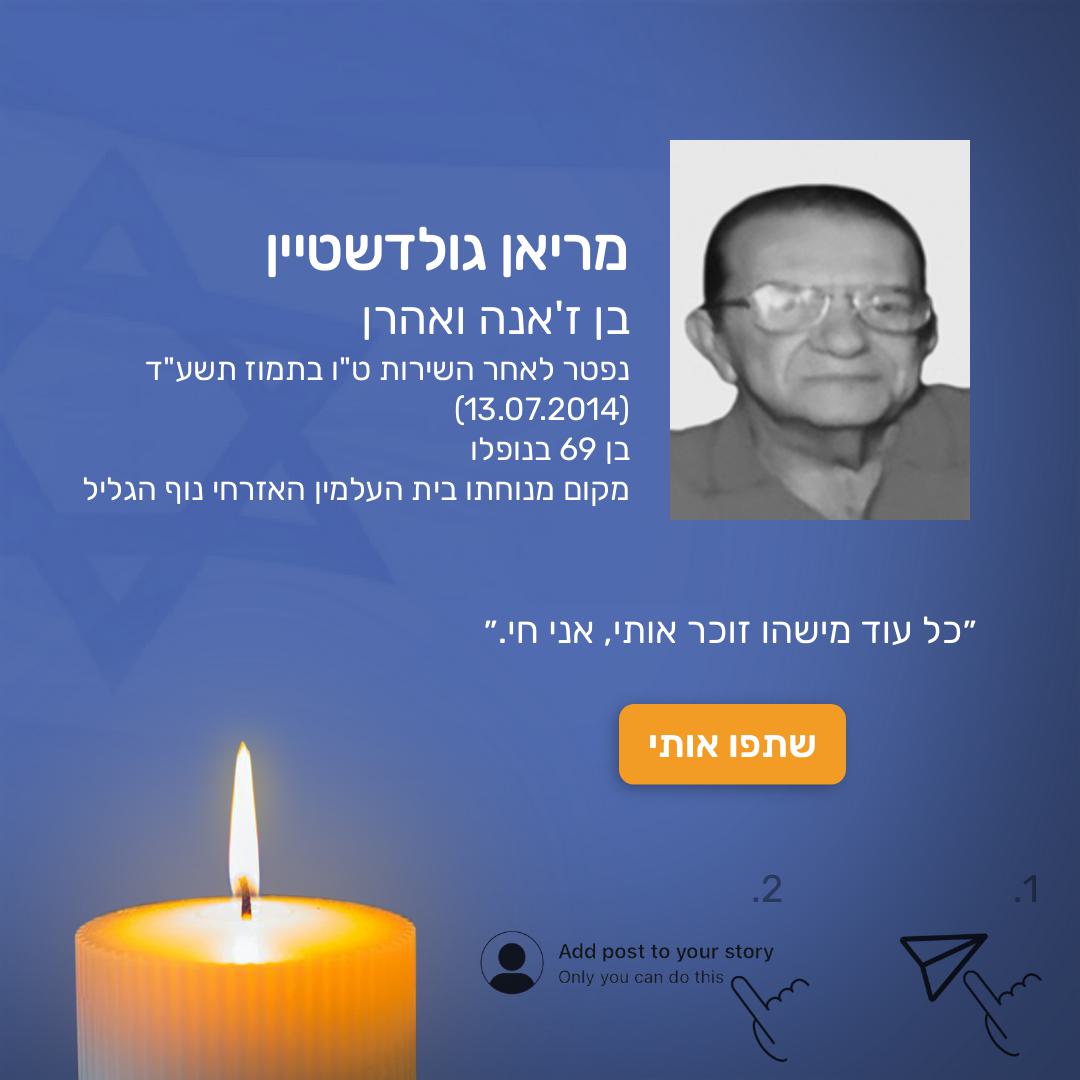 מריאן גולדשטיין
בן ז'אנה ואהרן
נפטר לאחר השירות ט"ו בתמוז תשע"ד
(13.07.2014)
בן 69 בנופלו
מקום מנוחתו בית העלמין האזרחי נוף הגליל
״כל עוד מישהו זוכר אותי, אני חי.״
שתפו אותי
1.
2.
Add post to your story
Only you can do this